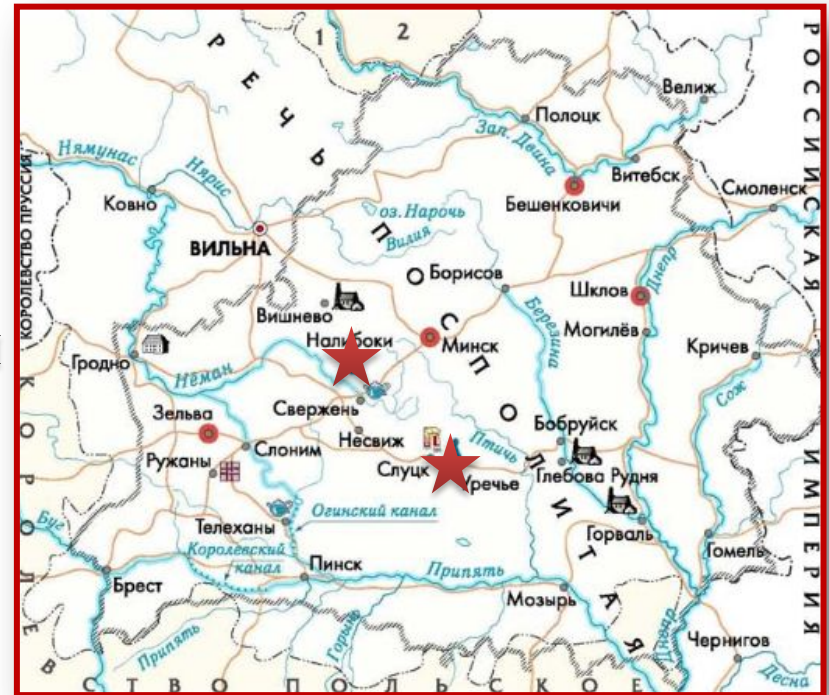 РЕЧЬ ПОСПОЛИТАЯ
РОССИЙСКАЯ ИМПЕРИЯ
КОРОЛЕВСТВО ПРУССИЯ
КОРОЛЕВСТВО ПОЛЬСКОЕ
1
2
Велиж
Полоцк
Зап. Двина
Витебск
Бешенковичи
Смоленск
Нямунас
Нярис
Ковно
ВИЛЬНА
оз. Нарочь
Вилия
Борисов
Березина
Шклов
Днепр
Вишнево
Могилёв
Налибоки
Минск
Кричев
Гродно
Нёман
Сож
Свержень
Зельва
Несвиж
Птичь
Бобруйск
Слоним
Ружаны
Слуцк
Уречье
Глебова Рудня
Телеханы
Огинский канал
Горваль
Буг
Королевский
канал
Пинск
Припять
Гомель
Брест
Мозырь
Горынь
Припять
Днепр
Чернигов
Десна